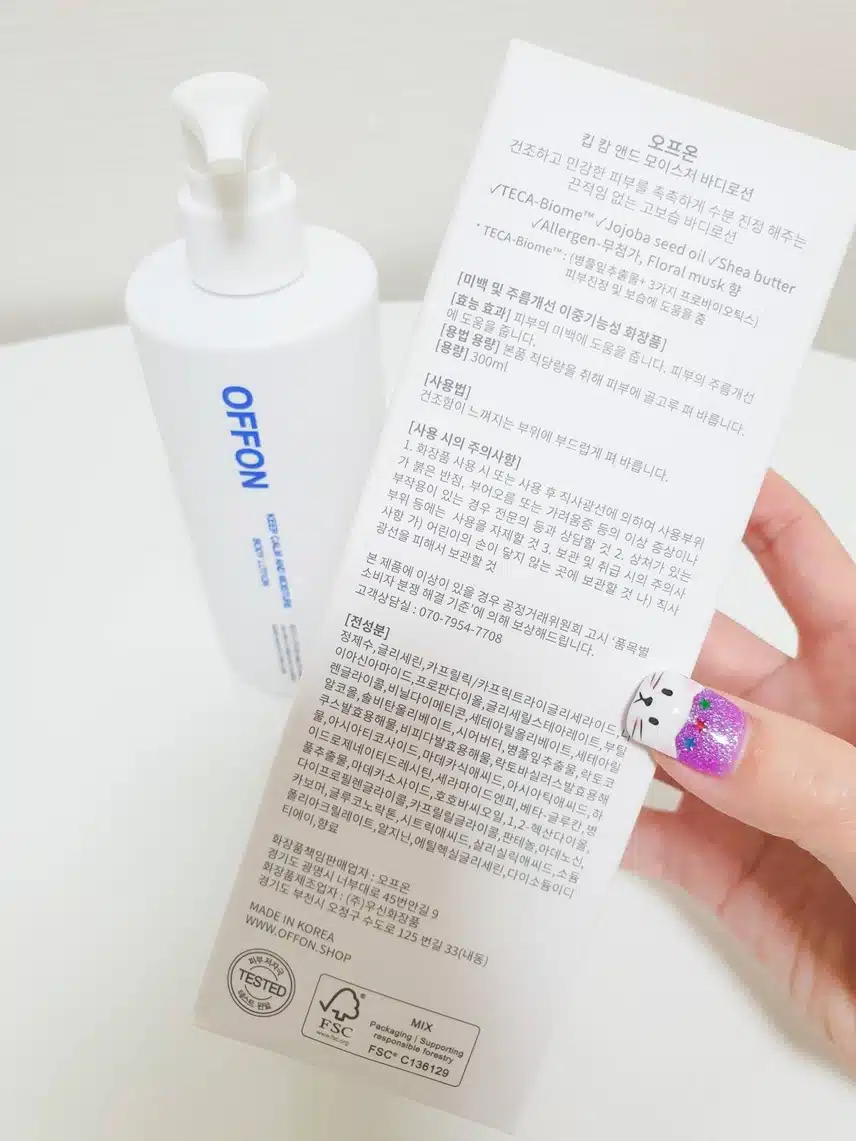 OFFON
KEEP CALM AND MOISTURE
BODY LOTION
오프온
킵 캄 앤드 모이스처 바디로션
건조하고 민감한 피부를 촉촉하게 수분 진정 해주는
끈적임 없는 고보습 바디로션
✓TECA-Biome™ ✓Jojoba seed oil ✓Shea butter
✓Allergen-무첨가, Floral musk 향
* TECA-Biome™ : (병풀잎추출물+ 3가지 프로바이오틱스)
피부진정 및 보습에 도움을 줌
[미백 및 주름개선 이중기능성 화장품]
[효능 효과] 피부의 미백에 도움을 줍니다. 피부의 주름개선
에 도움을 줍니다.
[용법 용량] 본품 적당량을 취해 피부에 골고루 펴 바릅니다.
[용량] 300ml
[사용법]
건조함이 느껴지는 부위에 부드럽게 펴 바릅니다.
[사용 시의 주의사항]
1. 화장품 사용 시 또는 사용 후 직사광선에 의하여 사용부위
가 붉은 반점, 부어오름 또는 가려움증 등의 이상 증상이나
부작용이 있는 경우 전문의 등과 상담할 것 2. 상처가 있는
부위 등에는 사용을 자제할 것 3. 보관 및 취급 시의 주의사
사항 가) 어린이의 손이 닿지 않는 곳에 보관할 것 나) 직사
광선을 피해서 보관할 것
본 제품에 이상이 있을 경우 공정거래위원회 고시 '품목별
소비자 분쟁 해결 기준'에 의해 보상해드립니다.
고객상담실 : 070-7954-7708
[전성분]
정제수,글리세린,카프릴릭/카프릭트라이글리세라이드,
이아신아마이드,프로판다이올,글리세릴스테아레이트,부틸
렌글라이콜,비닐다이메티콘,세테아릴올리베이트,세테아릴
알코올,솔비탄올리베이트,시어버터,병풀잎추출물,락토코
쿠스발효용해물,비피다발효용해물,락토바실러스발효용해
물,아시아티코사이드,마데카식애씨드,아시아틱애씨드,하
이드로제네이티드레시틴,세라마이드엔피,베타-글루칸,병
풀추출물,마데카소사이드,호호바씨오일,1,2-헥산다이올,
다이프로필렌글라이콜,카프릴릴글라이콜,판테놀,아데노신,
카보머,글루코노락톤,시트릭애씨드,살리실릭애씨드,소듐
폴리아크릴레이트,알지닌,에틸헥실글리세린,다이소듐이디
티에이,향료
화장품책임판매업자 : 오프온
경기도 광명시 너부대로 45번안길 9
화장품제조업자 : (주)우신화장품
경기도 부천시 오정구 수도로 125 번길 33(내동)
MADE IN KOREA
WWW.OFFON.SHOP
피부 저자극
TESTED
테스트 완료
FSC
www.fsc.org
MIX
Packaging | Supporting
responsible forestry
FSC® C136129